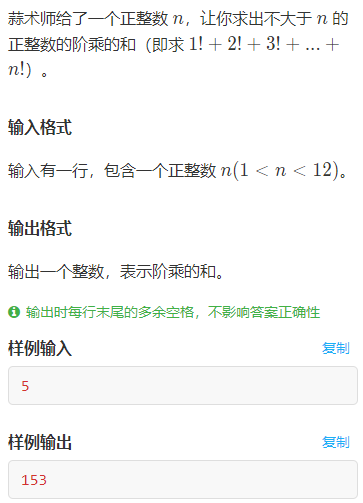 蒜术师给了一个正整数 n，让你求出不大于 n 的
正整数的阶乘的和（即求 1! + 2! + 3! + ... +
n!）。
输入格式
输入有一行，包含一个正整数 n(1 < n < 12)。
输出格式
输出一个整数，表示阶乘的和。
输出时每行末尾的多余空格，不影响答案正确性
样例输入 复制
5
样例输出 复制
153